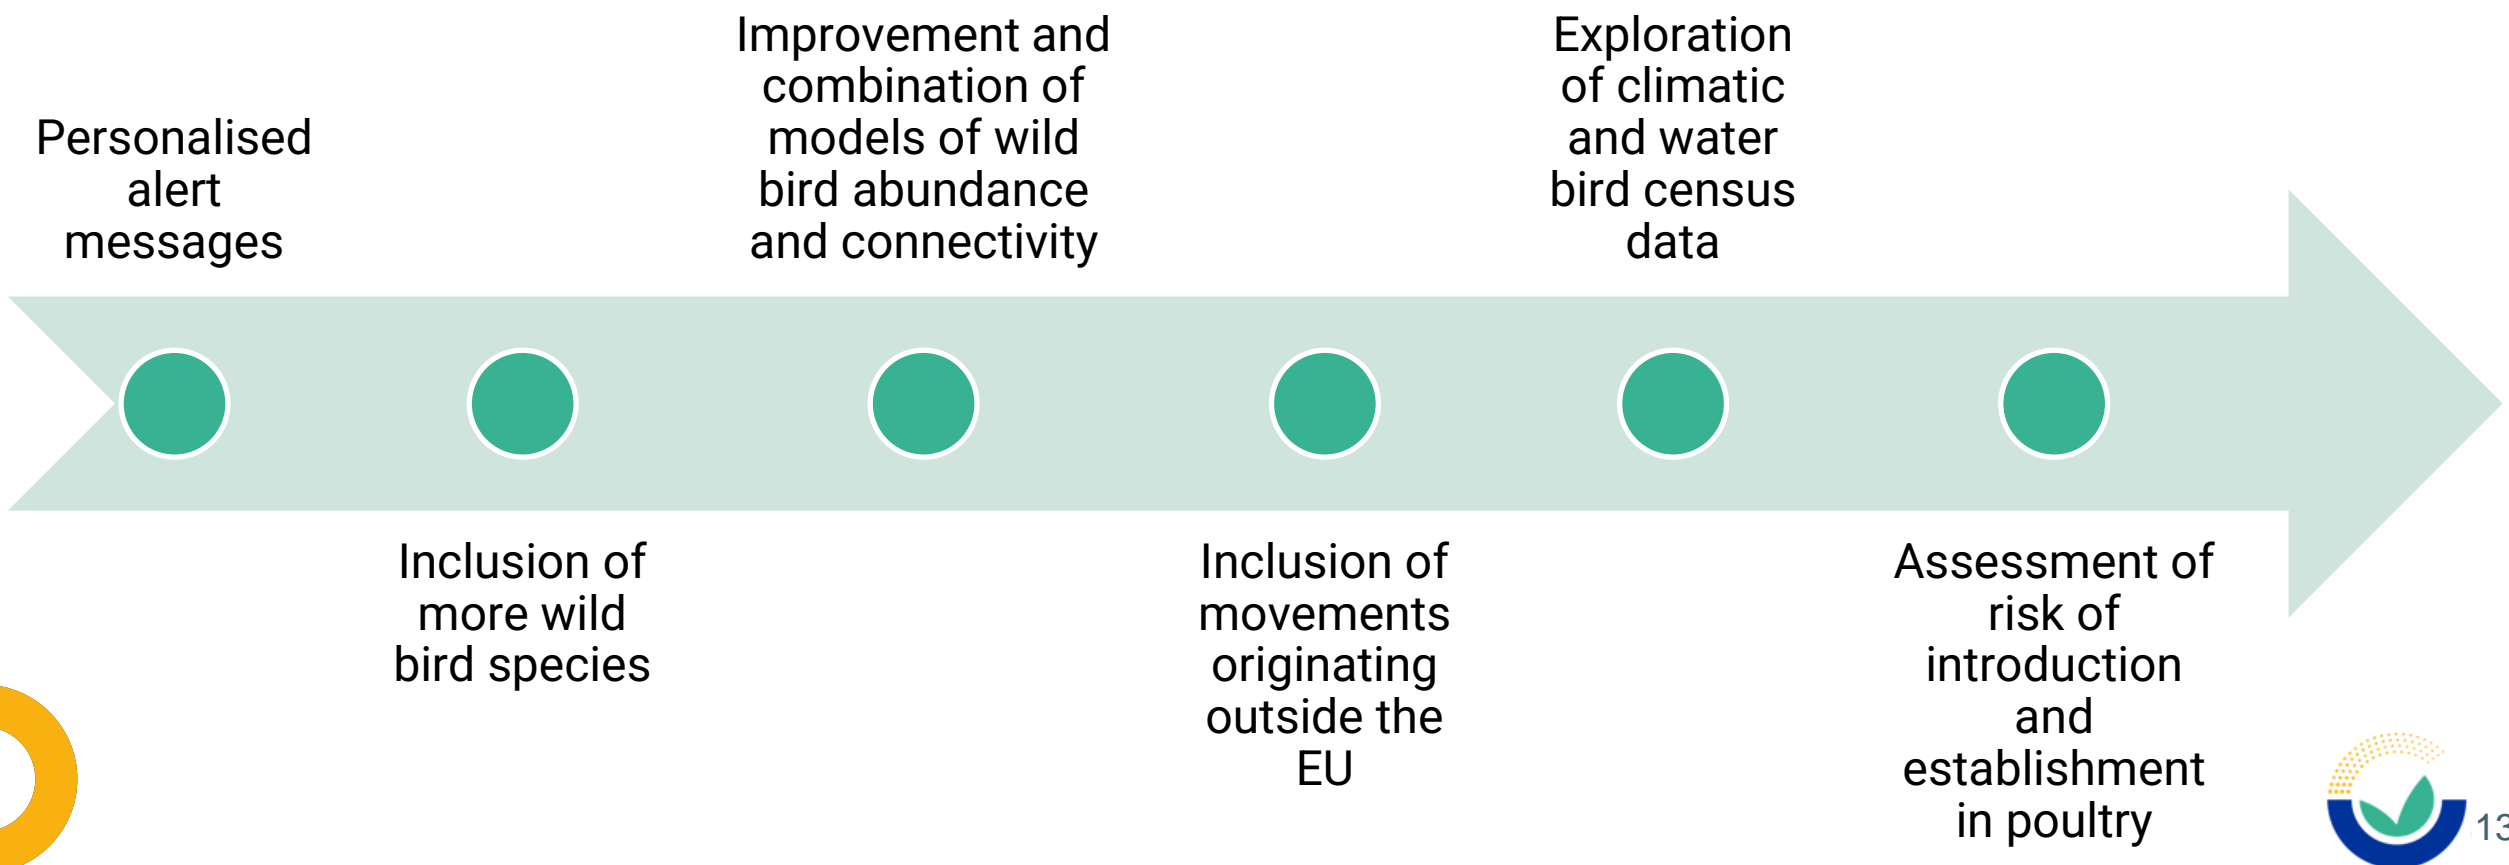 Personalised
alert
messages
Inclusion of
more wild
bird species
Improvement and
combination of
models of wild
bird abundance
and connectivity
Inclusion of
movements
originating
outside the
EU
Exploration
of climatic
and water
bird census
data
Assessment of
risk of
introduction
and
establishment
in poultry
13